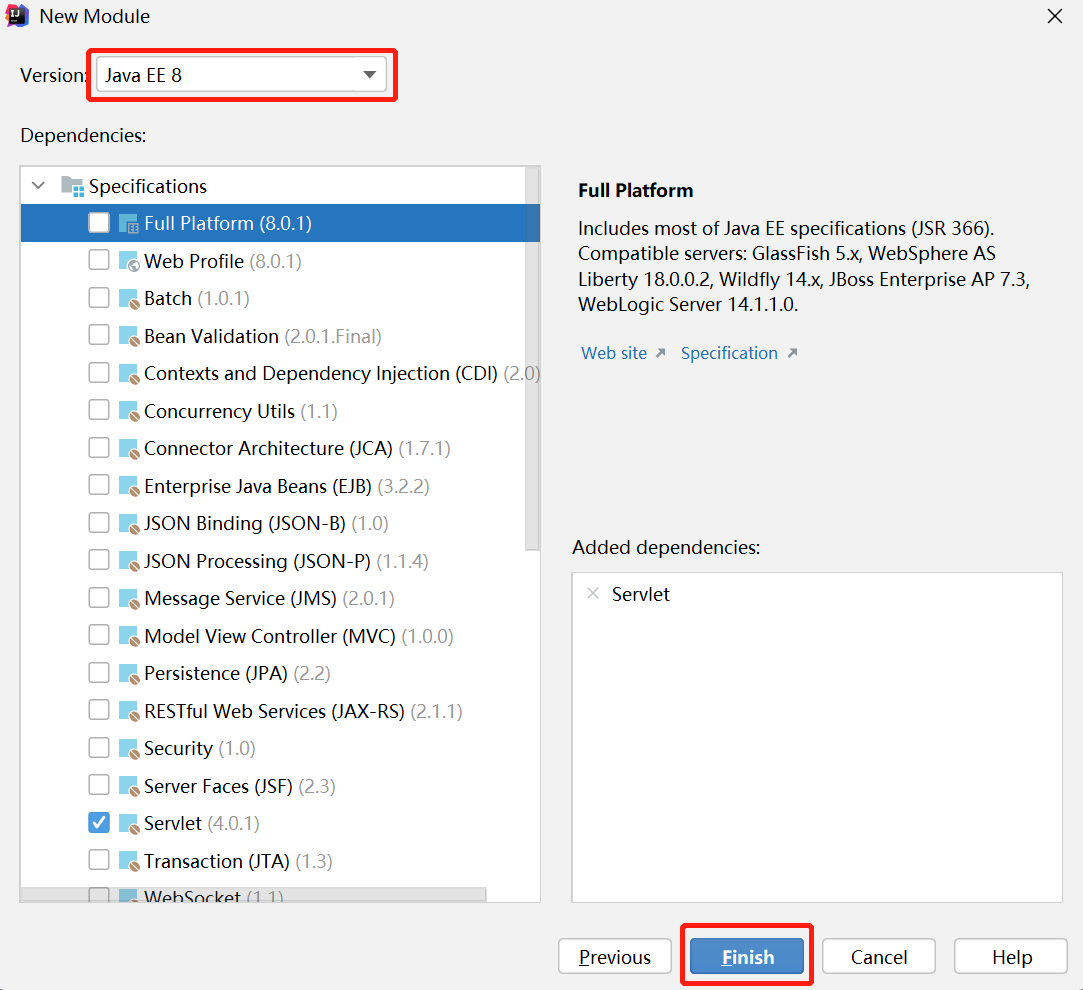 New Module
Version: Java EE 8
Dependencies:
Specifications
Full Platform (8.0.1)
Web Profile (8.0.1)
Batch (1.0.1)
Bean Validation (2.0.1.Final)
Contexts and Dependency Injection (CDI) (2.0)
Concurrency Utils (1.1)
Connector Architecture (JCA) (1.7.1)
Enterprise Java Beans (EJB) (3.2.2)
JSON Binding (JSON-B) (1.0)
JSON Processing (JSON-P) (1.1.4)
Message Service (JMS) (2.0.1)
Model View Controller (MVC) (1.0.0)
Persistence (JPA) (2.2)
RESTful Web Services (JAX-RS) (2.1.1)
Security (1.0)
Server Faces (JSF) (2.3)
Servlet (4.0.1)
Transaction (JTA) (1.3)
WebSocket (1.1)
Full Platform
Includes most of Java EE specifications (JSR 366).
Compatible servers: GlassFish 5.x, WebSphere AS
Liberty 18.0.0.2, Wildfly 14.x, JBoss Enterprise AP 7.3,
WebLogic Server 14.1.1.0.
Web site Specification
Added dependencies:
Servlet
Previous Finish Cancel Help